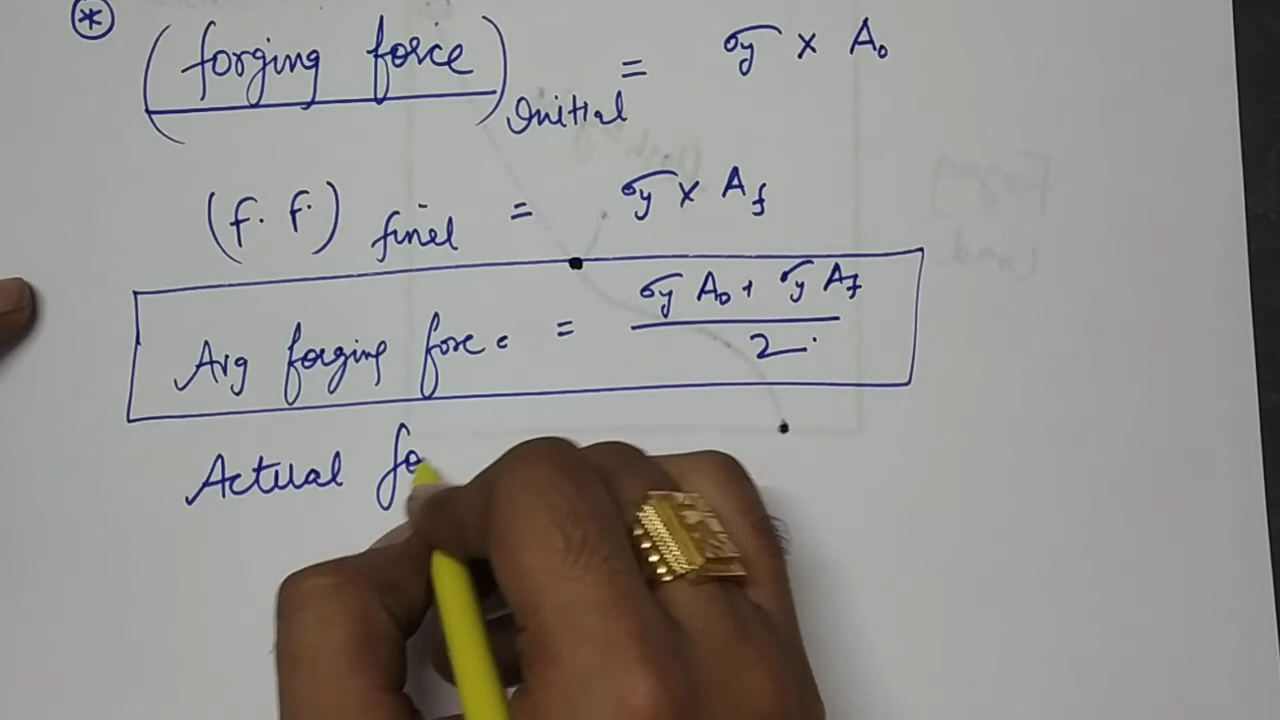 (*)
(forging force)Initial = σy × A₀
(F. F.) final = σy × Af
Avg forging force = (σy A₀ + σy Af) / 2
Actual fo